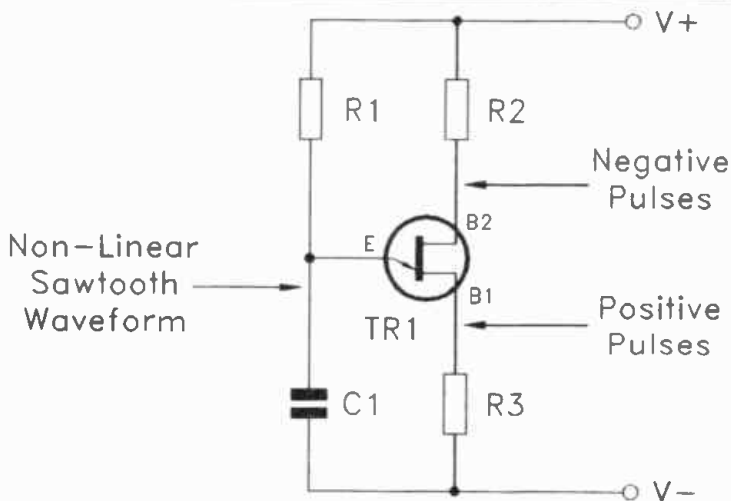 V+
R1
R2
Negative
Pulses
B2
E
Non-Linear
Sawtooth
Waveform
B1
TR1
Positive
Pulses
C1
R3
V-